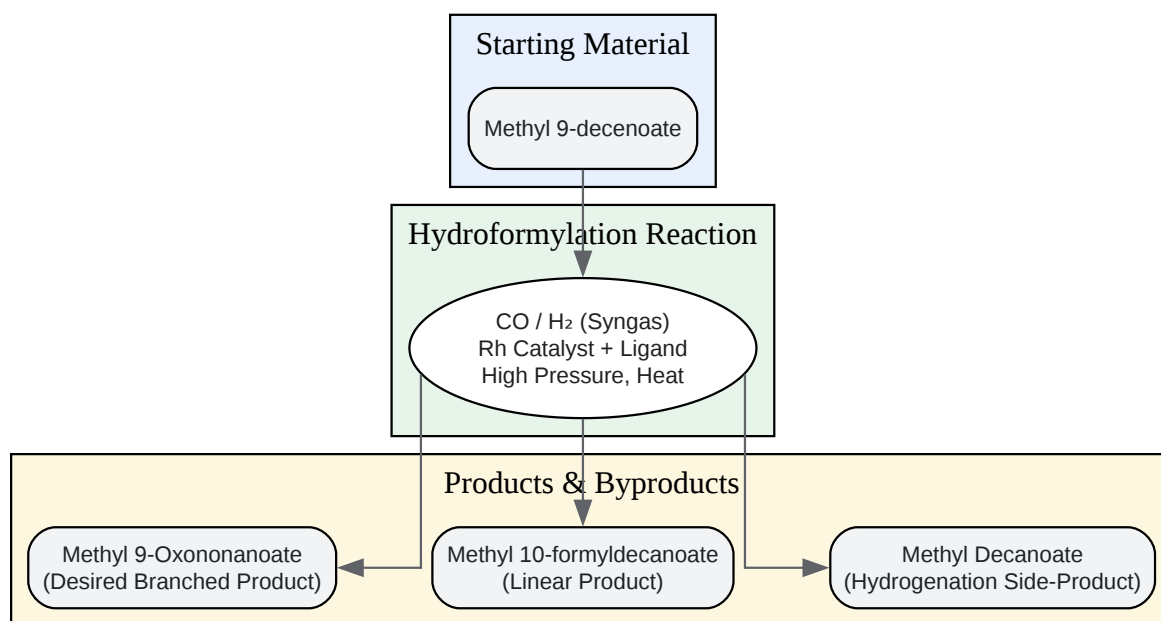 Starting Material
Methyl 9-decenoate
Hydroformylation Reaction
CO / H₂ (Syngas)
Rh Catalyst + Ligand
High Pressure, Heat
Products & Byproducts
Methyl 9-Oxononanoate
(Desired Branched Product)
Methyl 10-formyldecanoate
(Linear Product)
Methyl Decanoate
(Hydrogenation Side-Product)